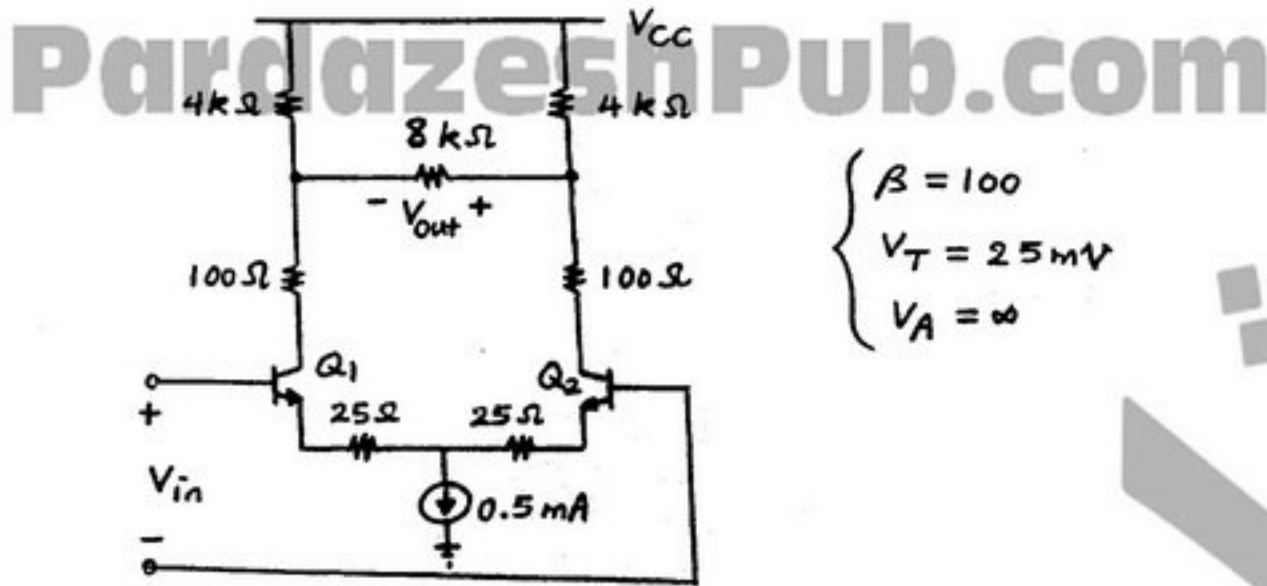 PardazeshPub.com
VCC
4kΩ
4kΩ
8kΩ
- Vout +
100Ω
100Ω
β = 100
VT = 25mV
VA = ∞
Q1
Q2
+
25Ω
25Ω
Vin
0.5mA
-